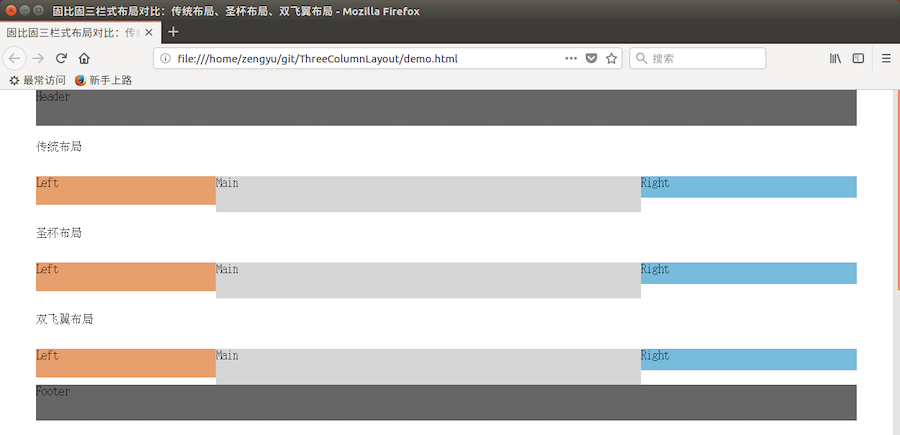 固比固三栏式布局对比：传统布局、圣杯布局、双飞翼布局 - Mozilla Firefox
固比固三栏式布局对比：传
file:///home/zengyu/git/ThreeColumnLayout/demo.html
搜索
最常访问 新手上路
Header
传统布局
Left Main Right
圣杯布局
Left Main Right
双飞翼布局
Left Main Right
Footer